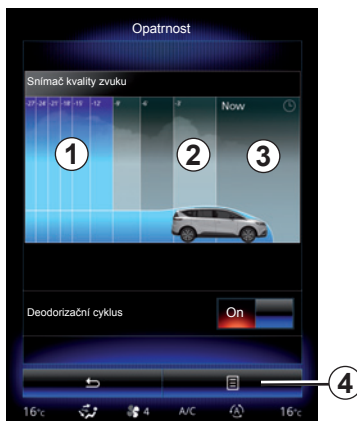 Opatrnost
Snímač kvality zvuku
-27 -24 -21 -18 -15 -12 -9 -6 -3 Now
1 2 3
Deodorizační cyklus On
4
16°c 4 A/C 16°c